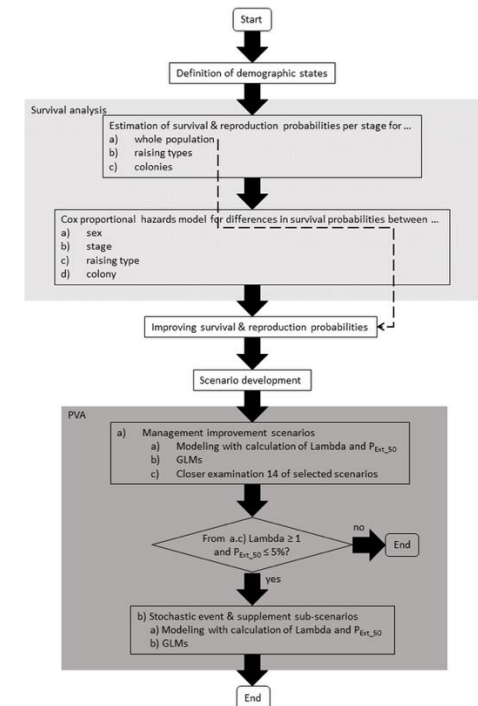 Start
Definition of demographic states
Survival analysis
Estimation of survival & reproduction probabilities per stage for ...
a) whole population
b) raising types
c) colonies
Cox proportional hazards model for differences in survival probabilities between ...
a) sex
b) stage
c) raising type
d) colony
Improving survival & reproduction probabilities
Scenario development
PVA
a) Management improvement scenarios
a) Modeling with calculation of Lambda and P_Ext_50
b) GLMs
c) Closer examination 14 of selected scenarios
From a.c) Lambda ≥ 1
and P_Ext_50 ≤ 5%?
no
End
yes
b) Stochastic event & supplement sub-scenarios
a) Modeling with calculation of Lambda and P_Ext_50
b) GLMs
End